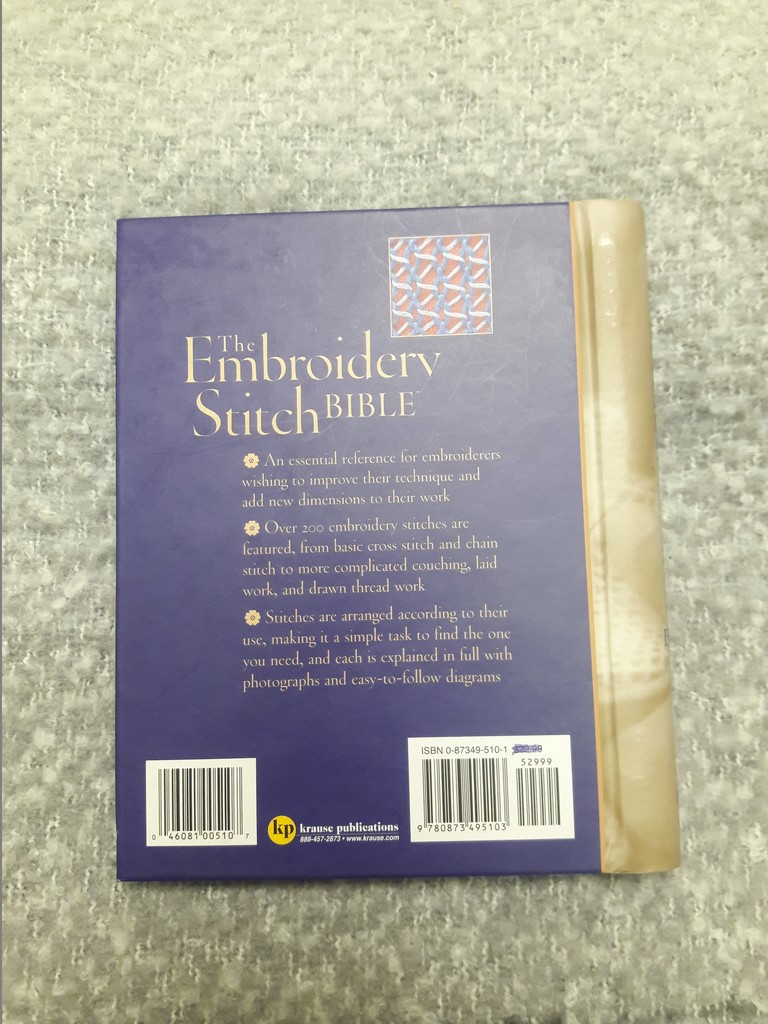 The
Embroidery
Stitch BIBLE
An essential reference for embroiderers
wishing to improve their technique and
add new dimensions to their work
Over 200 embroidery stitches are
featured, from basic cross stitch and chain
stitch to more complicated couching, laid
work, and drawn thread work
Stitches are arranged according to their
use, making it a simple task to find the one
you need, and each is explained in full with
photographs and easy-to-follow diagrams
ISBN 0-87349-510-1
52999
9 780873 495103
0 46081 00510 7
kp krause publications
888-457-2873 • www.krause.com